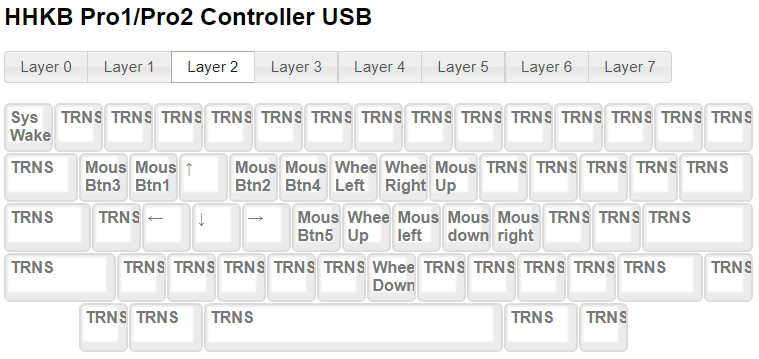 HHKB Pro1/Pro2 Controller USB
Layer 0 Layer 1 Layer 2 Layer 3 Layer 4 Layer 5 Layer 6 Layer 7
Sys TRNS TRNS TRNS TRNS TRNS TRNS TRNS TRNS TRNS TRNS TRNS TRNS TRNS TRNS
Wake
TRNS Mous Mous ↑ Mous Mous Whee Whee Mous TRNS TRNS TRNS TRNS TRNS
Btn3 Btn1 Btn2 Btn4 Left Right Up
TRNS TRNS ← ↓ → Mous Whee Mous Mous Mous TRNS TRNS TRNS
Btn5 Up left down right
TRNS TRNS TRNS TRNS TRNS TRNS Whee TRNS TRNS TRNS TRNS TRNS TRNS
Down
TRNS TRNS TRNS TRNS TRNS